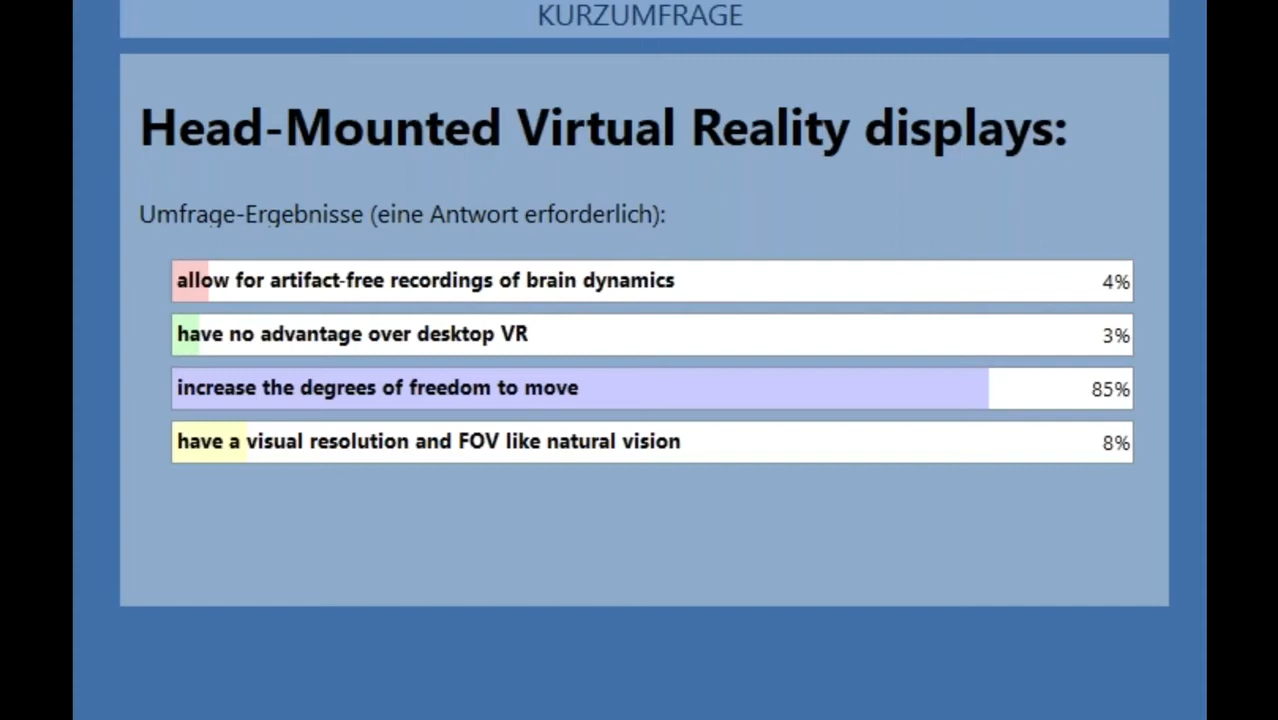 KURZUMFRAGE
Head-Mounted Virtual Reality displays:
Umfrage-Ergebnisse (eine Antwort erforderlich):
allow for artifact-free recordings of brain dynamics 4%
have no advantage over desktop VR 3%
increase the degrees of freedom to move 85%
have a visual resolution and FOV like natural vision 8%